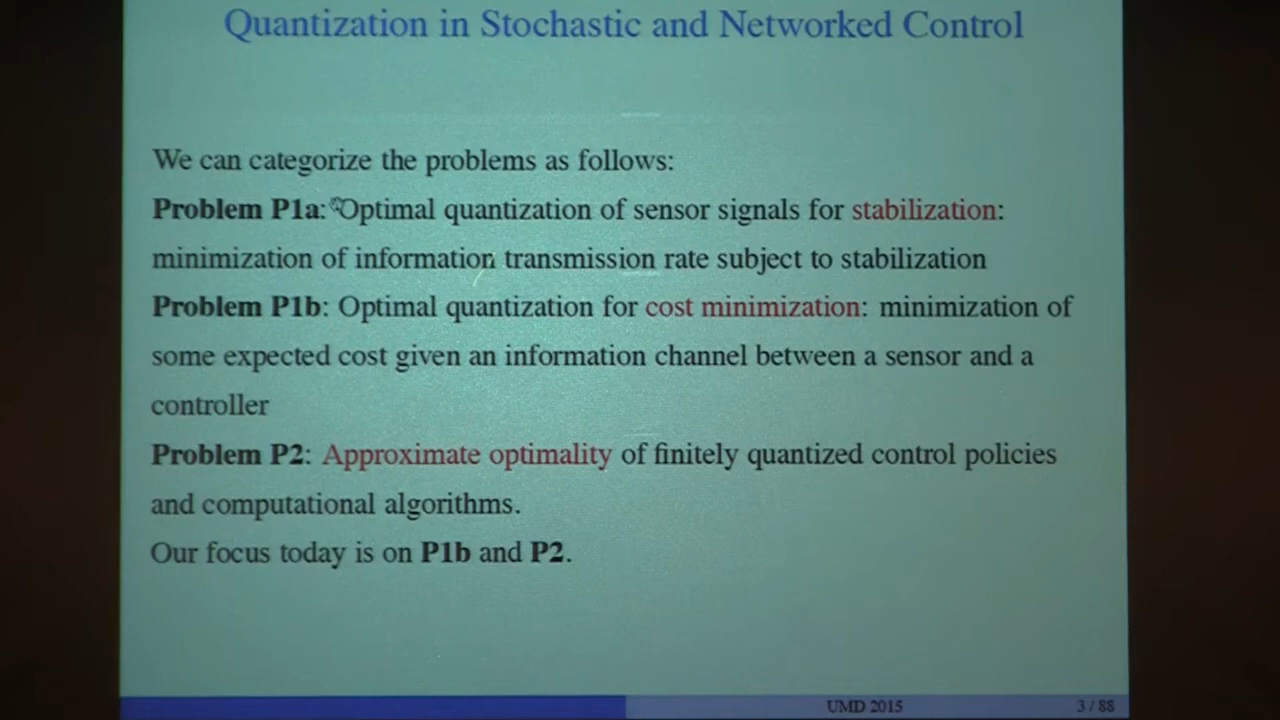 Quantization in Stochastic and Networked Control
We can categorize the problems as follows:
Problem P1a: Optimal quantization of sensor signals for stabilization:
minimization of information transmission rate subject to stabilization
Problem P1b: Optimal quantization for cost minimization: minimization of
some expected cost given an information channel between a sensor and a
controller
Problem P2: Approximate optimality of finitely quantized control policies
and computational algorithms.
Our focus today is on P1b and P2.
UMD 2015 3 / 88